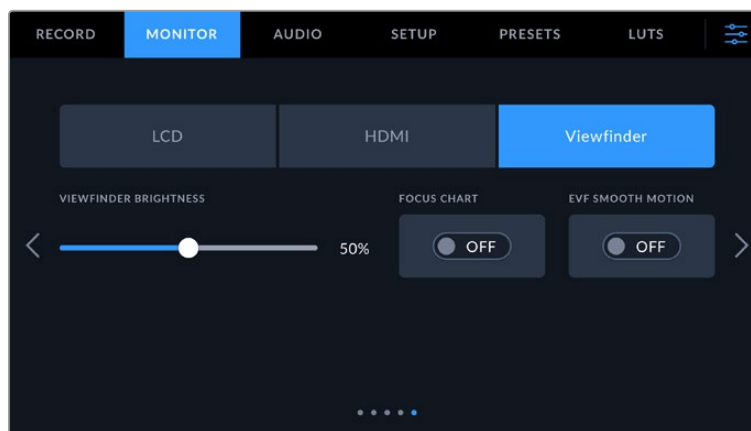 RECORD MONITOR AUDIO SETUP PRESETS LUTS
LCD HDMI Viewfinder
VIEWFINDER BRIGHTNESS FOCUS CHART EVF SMOOTH MOTION
50% OFF OFF